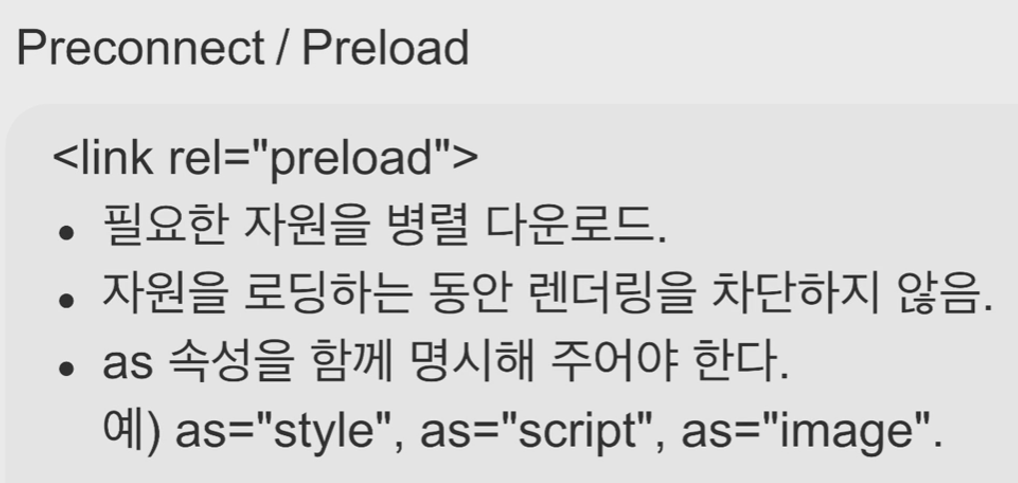 Preconnect / Preload
<link rel="preload">
• 필요한 자원을 병렬 다운로드.
• 자원을 로딩하는 동안 렌더링을 차단하지 않음.
• as 속성을 함께 명시해 주어야 한다.
예) as="style", as="script", as="image".